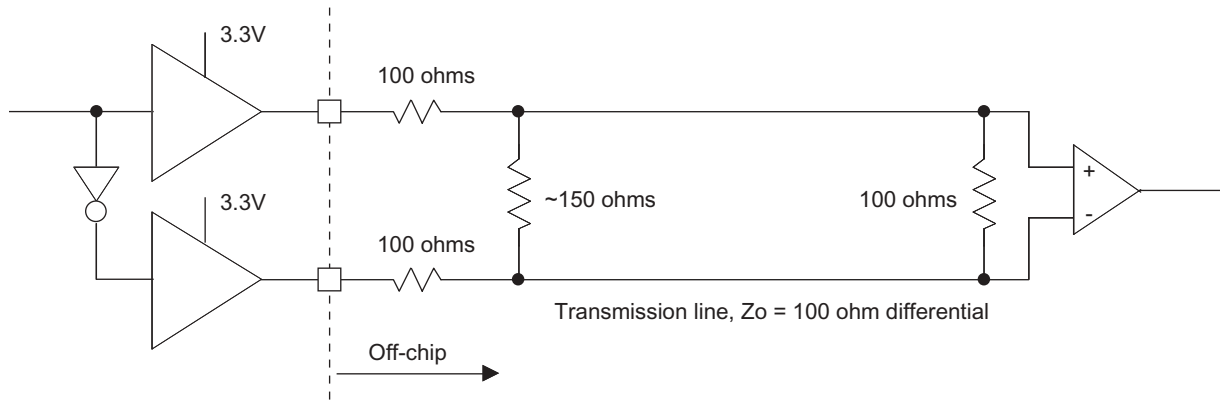 3.3V
100 ohms
3.3V
~150 ohms
100 ohms
+
-
100 ohms
Transmission line, Zo = 100 ohm differential
Off-chip